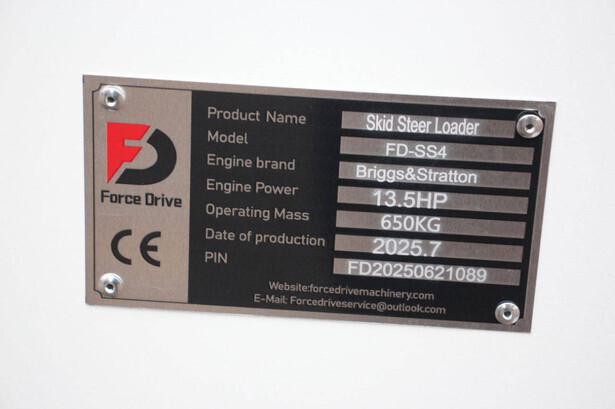 Force Drive
CE
Product Name Skid Steer Loader
Model FD-SS4
Engine brand Briggs&Stratton
Engine Power 13.5HP
Operating Mass 650KG
Date of production 2025.7
PIN FD20250621089
Website:forcedrivemachinery.com
E-Mail: Forcedriveservice@outlook.com